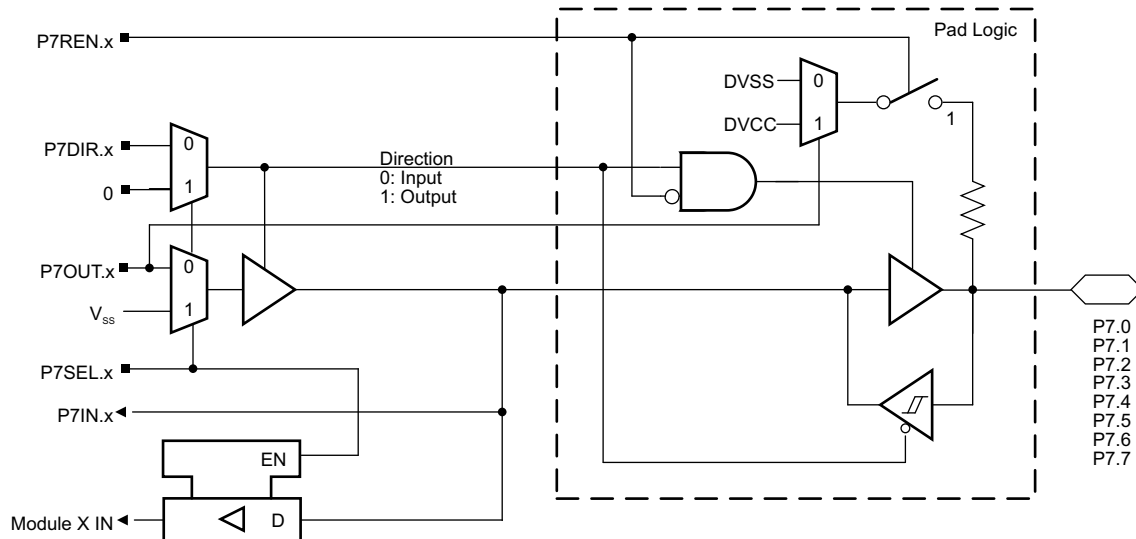 Pad Logic
P7REN.x
DVSS
0
DVCC
1
1
P7DIR.x
0
0
1
Direction
0: Input
1: Output
P7OUT.x
0
Vss
1
P7SEL.x
P7IN.x
EN
Module X IN
D
P7.0
P7.1
P7.2
P7.3
P7.4
P7.5
P7.6
P7.7